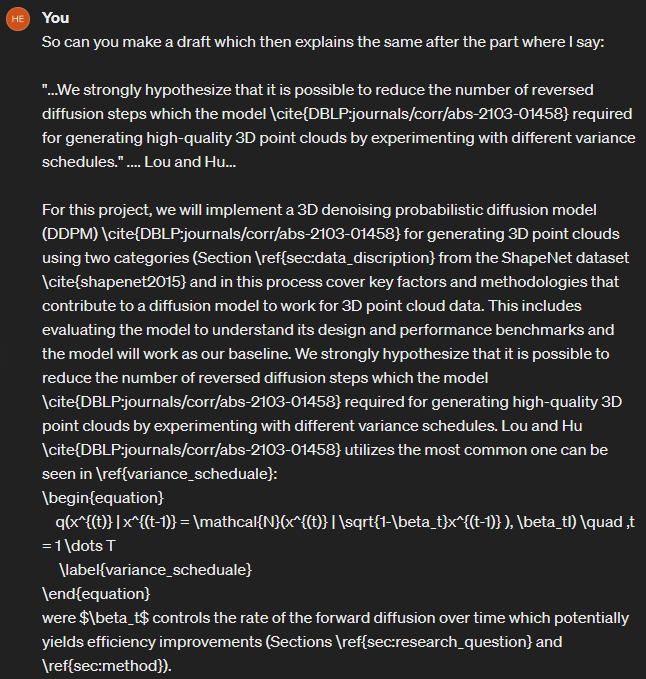 HE
You
So can you make a draft which then explains the same after the part where I say:
"...We strongly hypothesize that it is possible to reduce the number of reversed
diffusion steps which the model \cite{DBLP:journals/corr/abs-2103-01458} required
for generating high-quality 3D point clouds by experimenting with different variance
schedules." .... Lou and Hu...
For this project, we will implement a 3D denoising probabilistic diffusion model
(DDPM) \cite{DBLP:journals/corr/abs-2103-01458} for generating 3D point clouds
using two categories (Section \ref{sec:data_discription} from the ShapeNet dataset
\cite{shapenet2015} and in this process cover key factors and methodologies that
contribute to a diffusion model to work for 3D point cloud data. This includes
evaluating the model to understand its design and performance benchmarks and
the model will work as our baseline. We strongly hypothesize that it is possible to
reduce the number of reversed diffusion steps which the model
\cite{DBLP:journals/corr/abs-2103-01458} required for generating high-quality 3D
point clouds by experimenting with different variance schedules. Lou and Hu
\cite{DBLP:journals/corr/abs-2103-01458} utilizes the most common one can be
seen in \ref{variance_scheduale}:
\begin{equation}
q(x^{(t)} | x^{(t-1)} = \mathcal{N}(x^{(t)} | \sqrt{1-\beta_t}x^{(t-1)} ), \beta_tI) \quad ,t
= 1 \dots T
\label{variance_scheduale}
\end{equation}
were $\beta_t$ controls the rate of the forward diffusion over time which potentially
yields efficiency improvements (Sections \ref{sec:research_question} and
\ref{sec:method}).